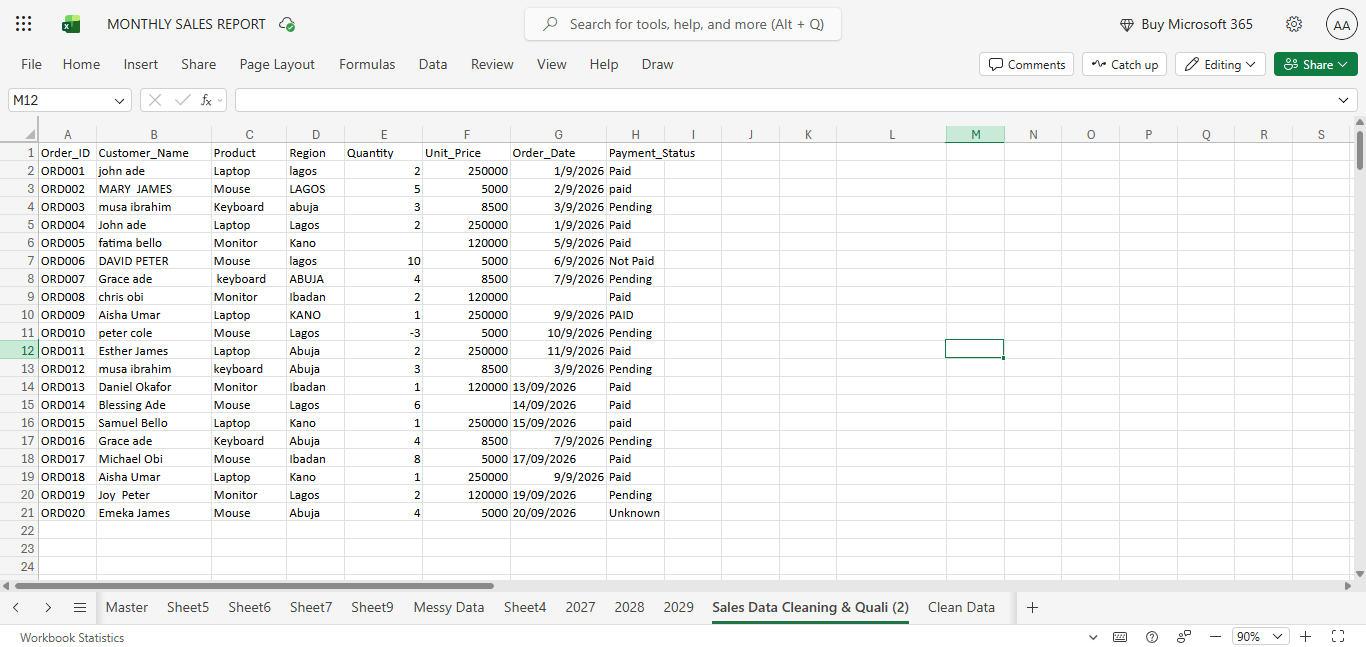 MONTHLY SALES REPORT Search for tools, help, and more (Alt + Q) Buy Microsoft 365 AA
File Home Insert Share Page Layout Formulas Data Review View Help Draw Comments Catch up Editing Share
M12 fx
A B C D E F G H I J K L M N O P Q R S
1 Order_ID Customer_Name Product Region Quantity Unit_Price Order_Date Payment_Status
2 ORD001 john ade Laptop lagos 2 250000 1/9/2026 Paid
3 ORD002 MARY  JAMES Mouse LAGOS 5 5000 2/9/2026 paid
4 ORD003 musa ibrahim Keyboard abuja 3 8500 3/9/2026 Pending
5 ORD004 John ade Laptop Lagos 2 250000 1/9/2026 Paid
6 ORD005 fatima bello Monitor Kano 120000 5/9/2026 Paid
7 ORD006 DAVID PETER Mouse lagos 10 5000 6/9/2026 Not Paid
8 ORD007 Grace ade keyboard ABUJA 4 8500 7/9/2026 Pending
9 ORD008 chris obi Monitor Ibadan 2 120000 Paid
10 ORD009 Aisha Umar Laptop KANO 1 250000 9/9/2026 PAID
11 ORD010 peter cole Mouse Lagos -3 5000 10/9/2026 Pending
12 ORD011 Esther James Laptop Abuja 2 250000 11/9/2026 Paid
13 ORD012 musa ibrahim keyboard Abuja 3 8500 3/9/2026 Pending
14 ORD013 Daniel Okafor Monitor Ibadan 1 120000 13/09/2026 Paid
15 ORD014 Blessing Ade Mouse Lagos 6 14/09/2026 Paid
16 ORD015 Samuel Bello Laptop Kano 1 250000 15/09/2026 paid
17 ORD016 Grace ade Keyboard Abuja 4 8500 7/9/2026 Pending
18 ORD017 Michael Obi Mouse Ibadan 8 5000 17/09/2026 Paid
19 ORD018 Aisha Umar Laptop Kano 1 250000 9/9/2026 Paid
20 ORD019 Joy  Peter Monitor Lagos 2 120000 19/09/2026 Pending
21 ORD020 Emeka James Mouse Abuja 4 5000 20/09/2026 Unknown
22
23
24
Master Sheet5 Sheet6 Sheet7 Sheet9 Messy Data Sheet4 2027 2028 2029 Sales Data Cleaning & Quali (2) Clean Data
Workbook Statistics 90%